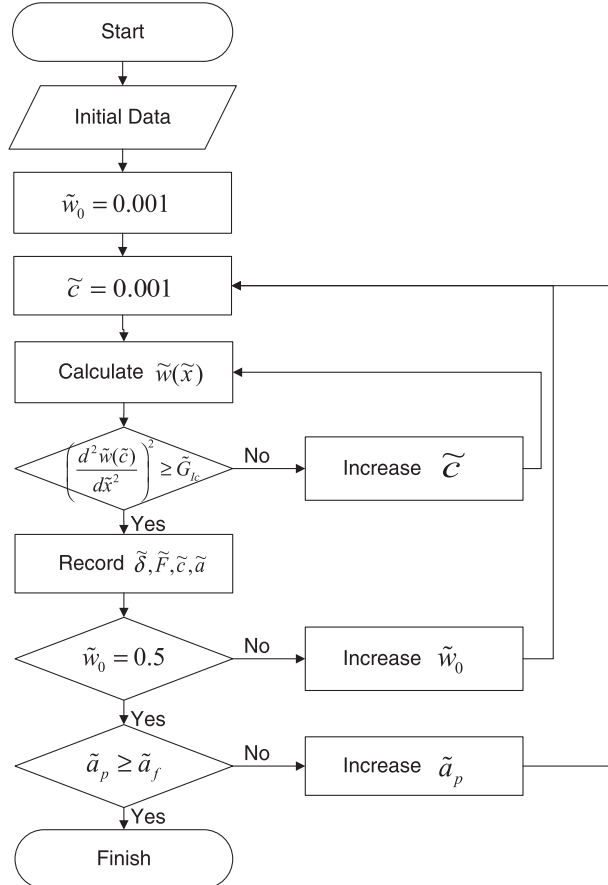 Start
Initial Data
w̃₀ = 0.001
c̃ = 0.001
Calculate w̃(x̃)
(d²w̃(c̃)/dx̃²)² ≥ G̃_Ic
No
Increase c̃
Yes
Record δ̃, F̃, c̃, ã
w̃₀ = 0.5
No
Increase w̃₀
Yes
ã_p ≥ ã_f
No
Increase ã_p
Yes
Finish